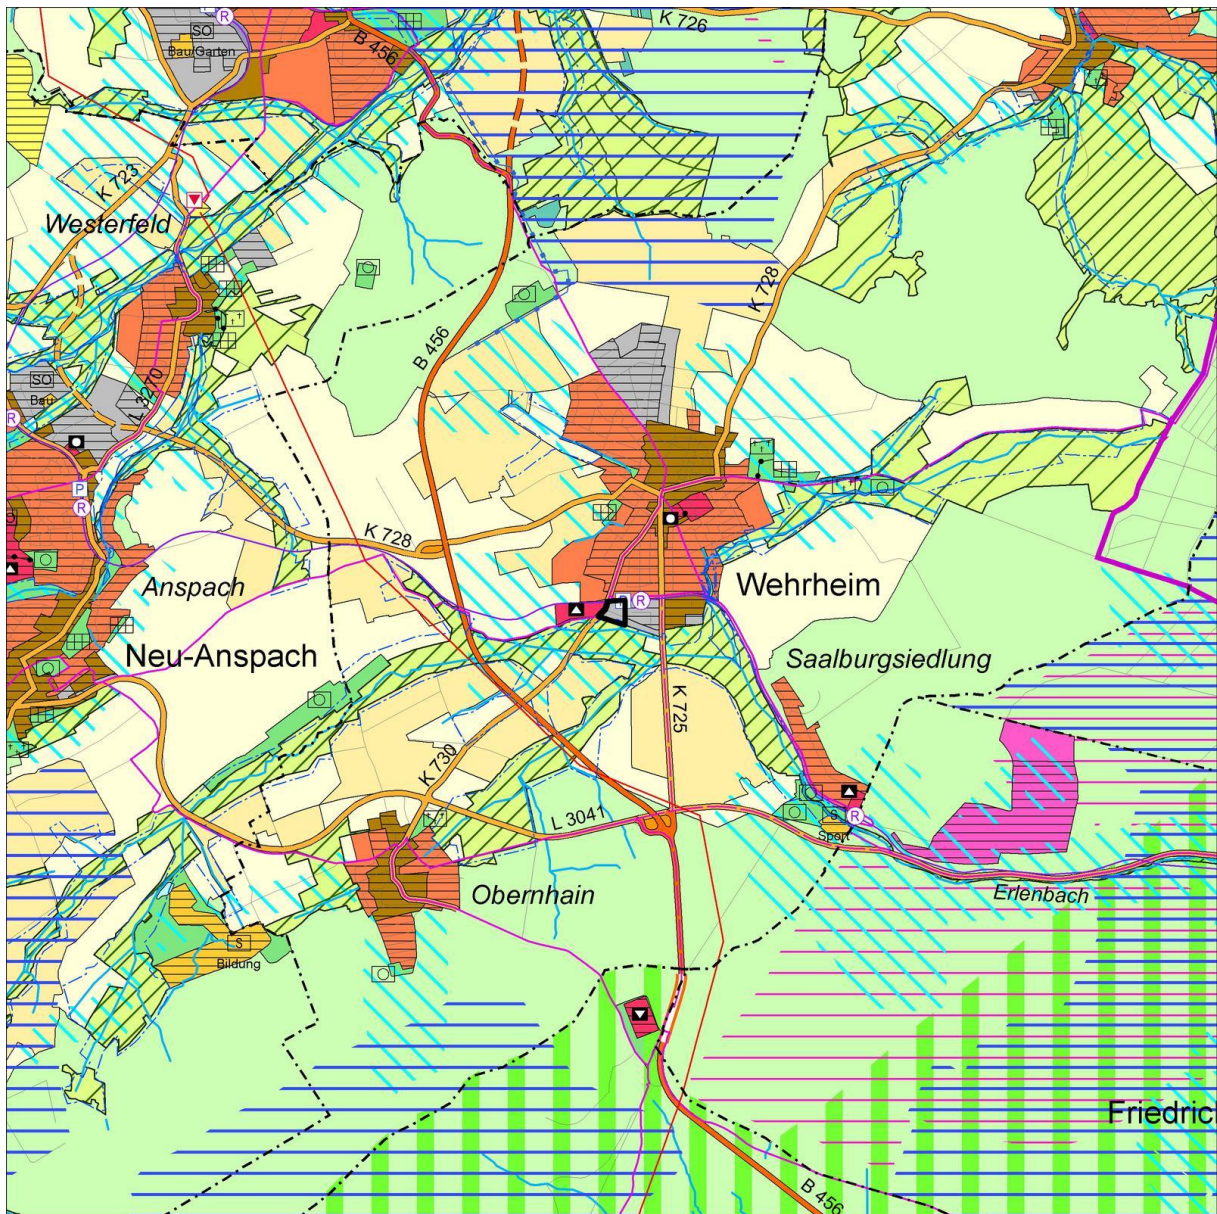 R
K 726
SO
Bau/Garten
B 456
K 723
Westerfeld
K 728
B 456
SO
Bau
L 3270
R
P
R
K 728
Anspach
Wehrheim
R
Neu-Anspach
Saalburgsiedlung
K 725
K 730
L 3041
S
Sport
R
Obernhain
Erlenbach
S
Bildung
Friedric
B 456